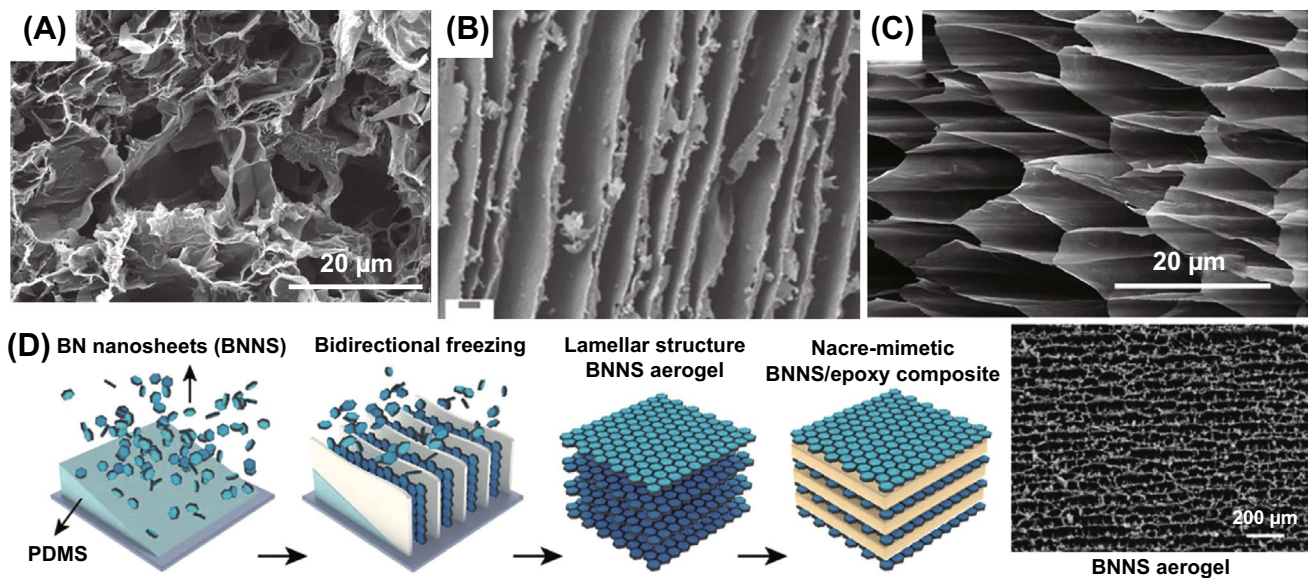 (A)
20 µm
(B)
(C)
20 µm
(D)
BN nanosheets (BNNS)
PDMS
Bidirectional freezing
Lamellar structure
BNNS aerogel
Nacre-mimetic
BNNS/epoxy composite
200 µm
BNNS aerogel